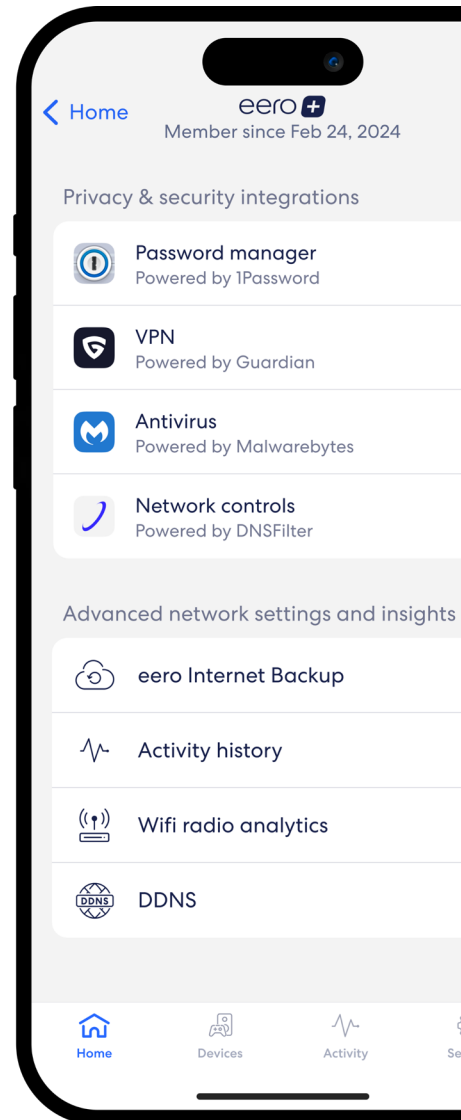 Home
eero +
Member since Feb 24, 2024
Privacy & security integrations
Password manager
Powered by 1Password
VPN
Powered by Guardian
Antivirus
Powered by Malwarebytes
Network controls
Powered by DNSFilter
Advanced network settings and insights
eero Internet Backup
Activity history
Wifi radio analytics
DDNS
DDNS
Home
Devices
Activity
Se